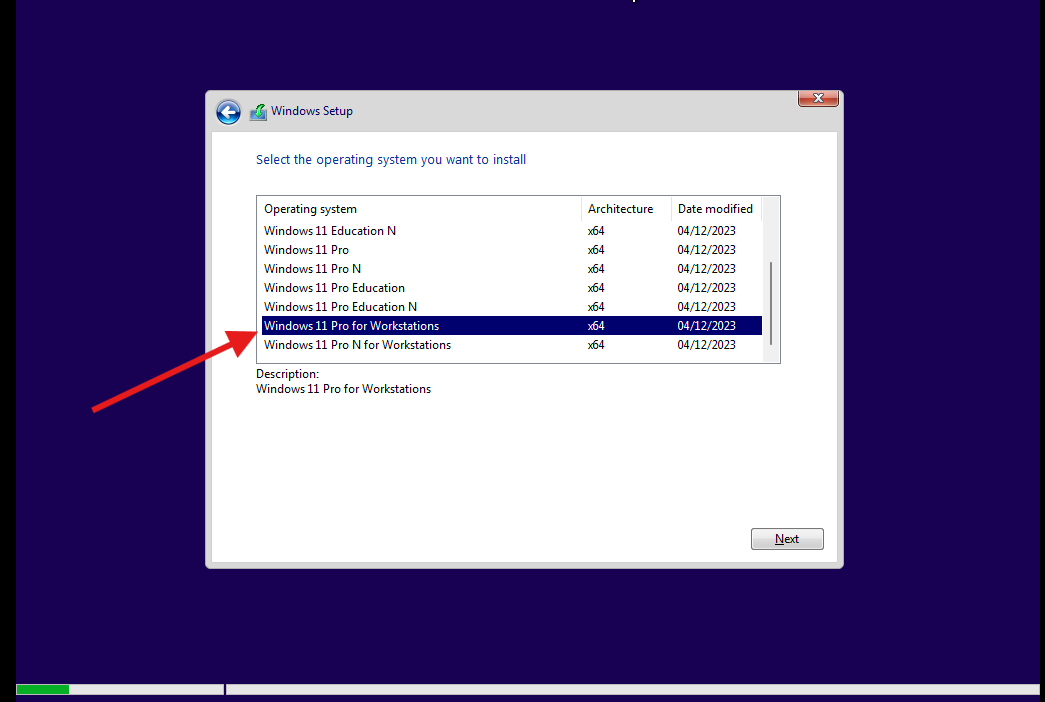 Windows Setup
Select the operating system you want to install
Operating system Architecture Date modified
Windows 11 Education N x64 04/12/2023
Windows 11 Pro x64 04/12/2023
Windows 11 Pro N x64 04/12/2023
Windows 11 Pro Education x64 04/12/2023
Windows 11 Pro Education N x64 04/12/2023
Windows 11 Pro for Workstations x64 04/12/2023
Windows 11 Pro N for Workstations x64 04/12/2023
Description:
Windows 11 Pro for Workstations
Next